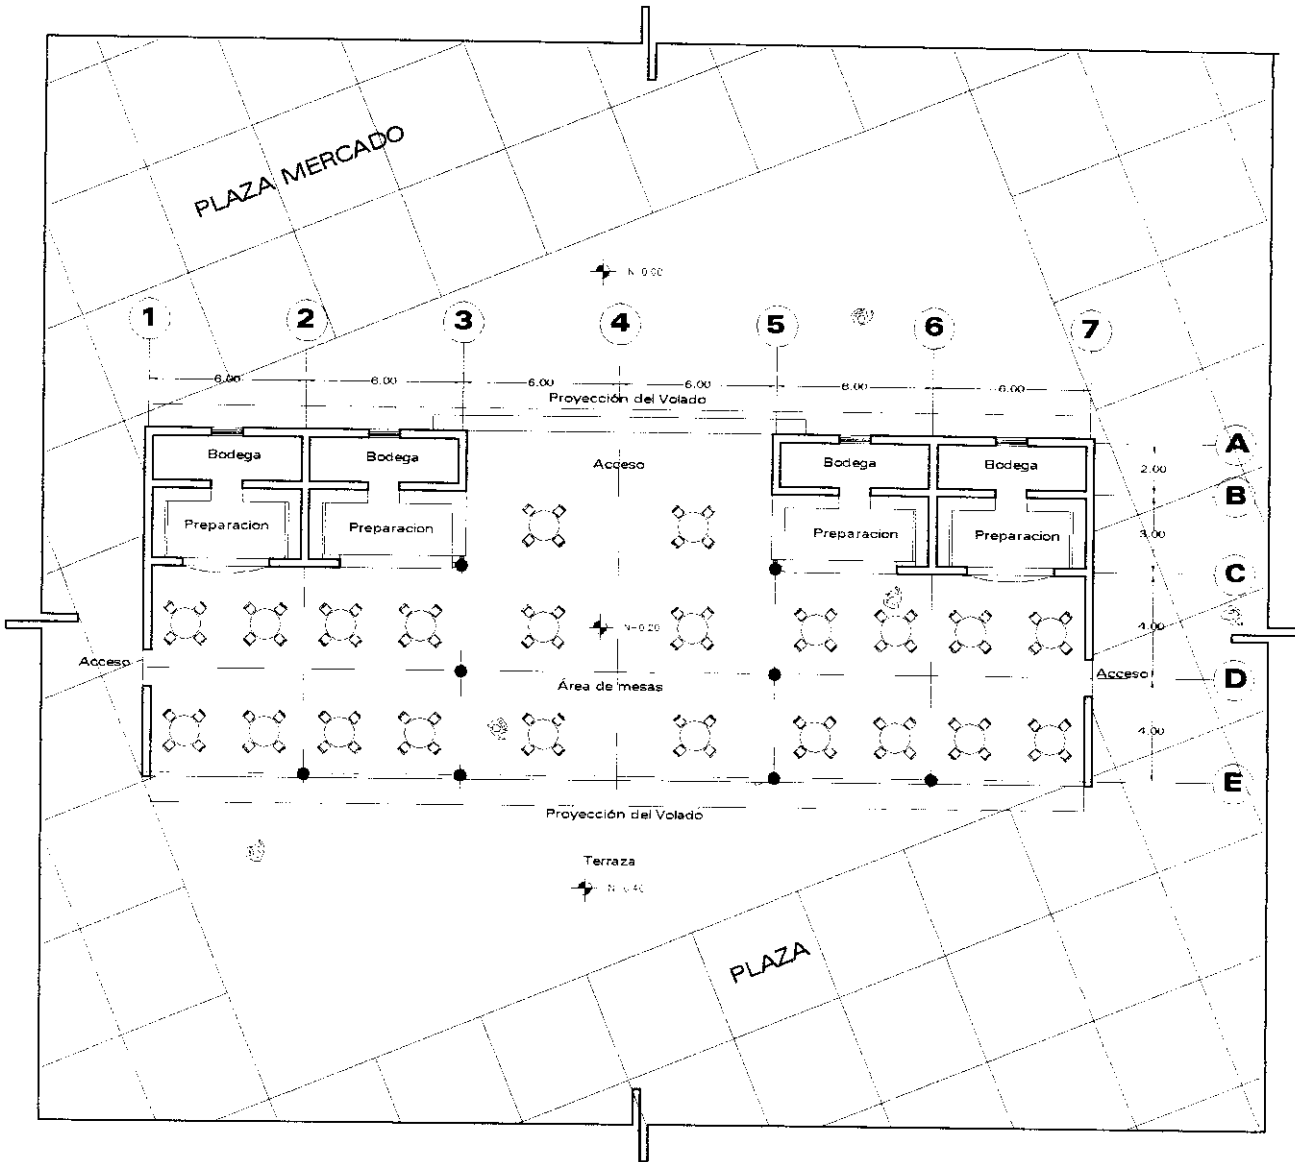 PLAZA MERCADO
1 2 3 4 5 6 7
6.00 6.00 6.00 6.00 6.00 6.00
Proyección del Volado
A
Bodega Bodega Acceso Bodega Bodega
2.00
B
Preparacion Preparacion Preparacion Preparacion
3.00
C
N-0.20
4.00
Acceso Acceso
D
Área de mesas
4.00
E
Proyección del Volado
Terraza
PLAZA